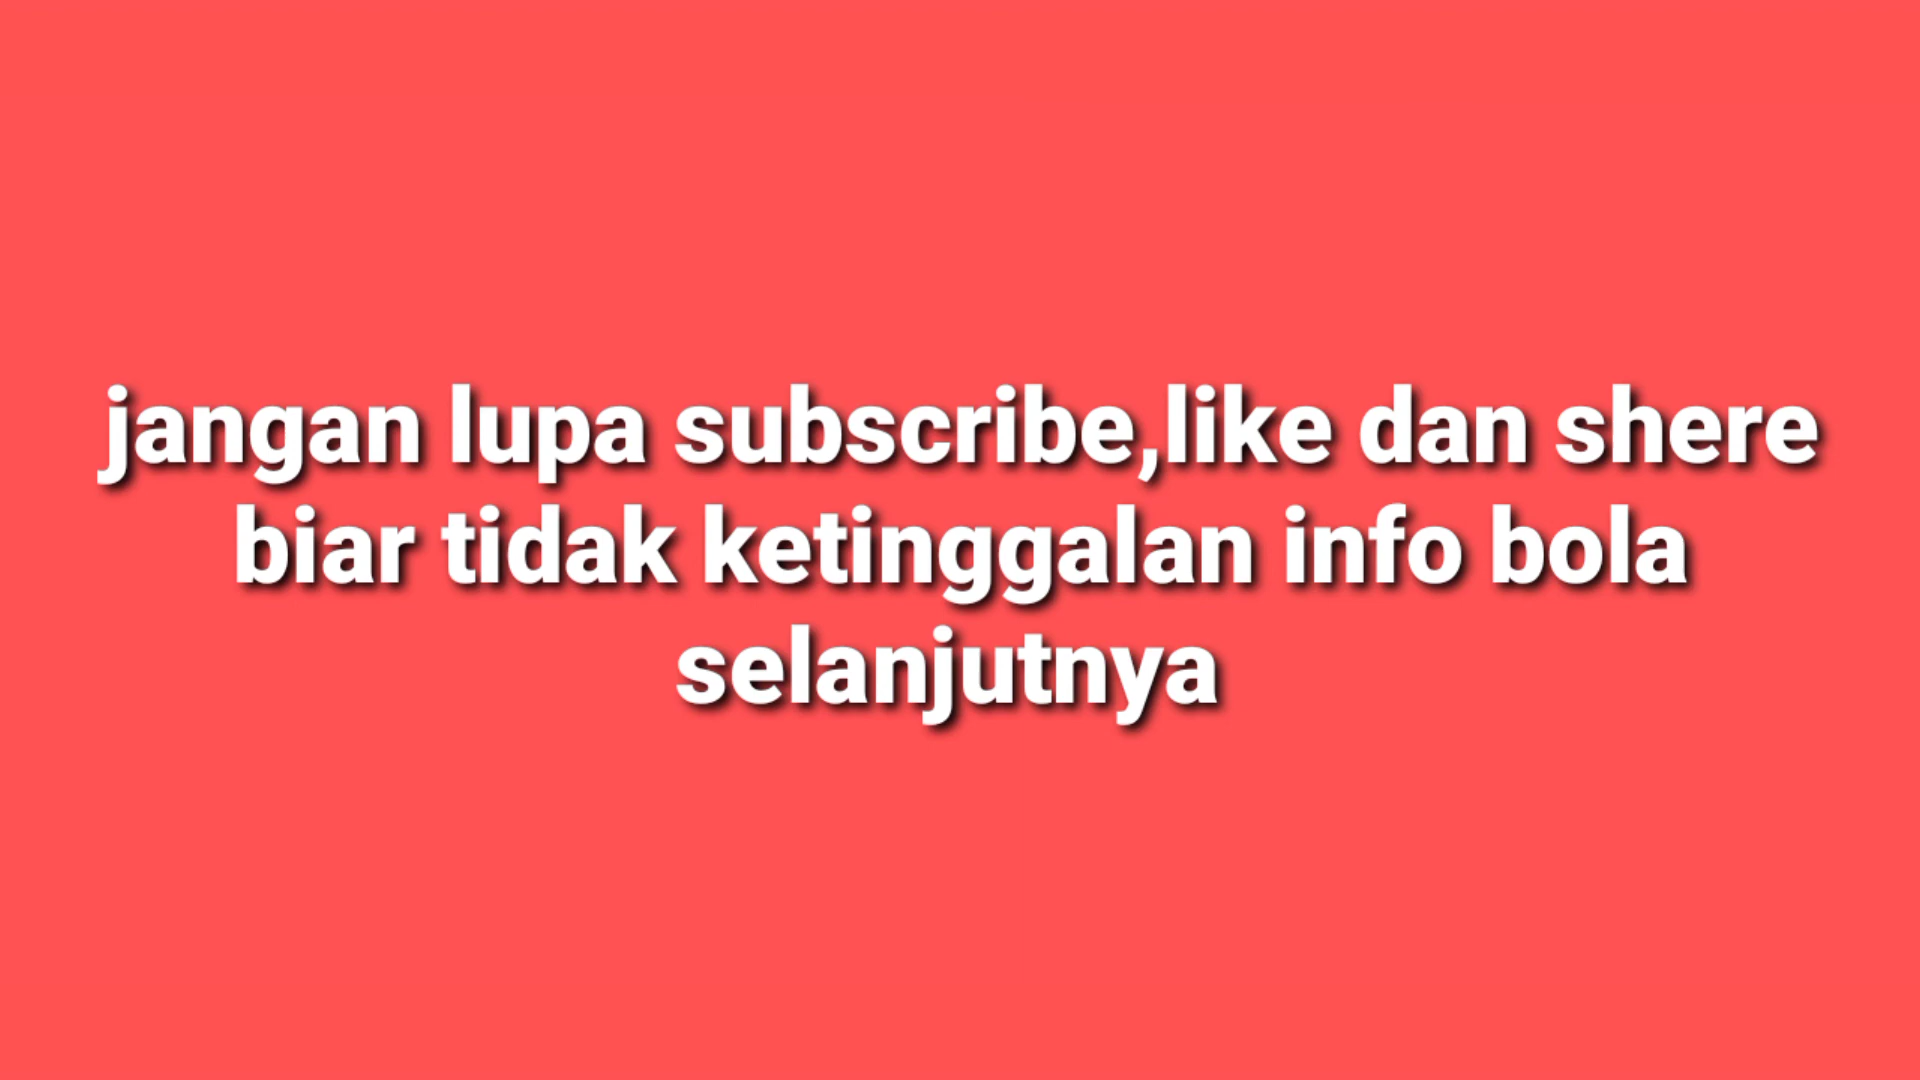 jangan lupa subscribe,like dan shere
biar tidak ketinggalan info bola
selanjutnya